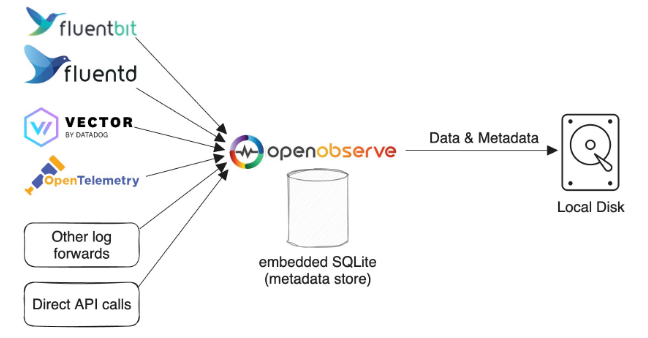 fluentbit
fluentd
VECTOR
BY DATADOG
OpenTelemetry
Other log
forwards
Direct API calls
openobserve
embedded SQLite
(metadata store)
Data & Metadata
Local Disk